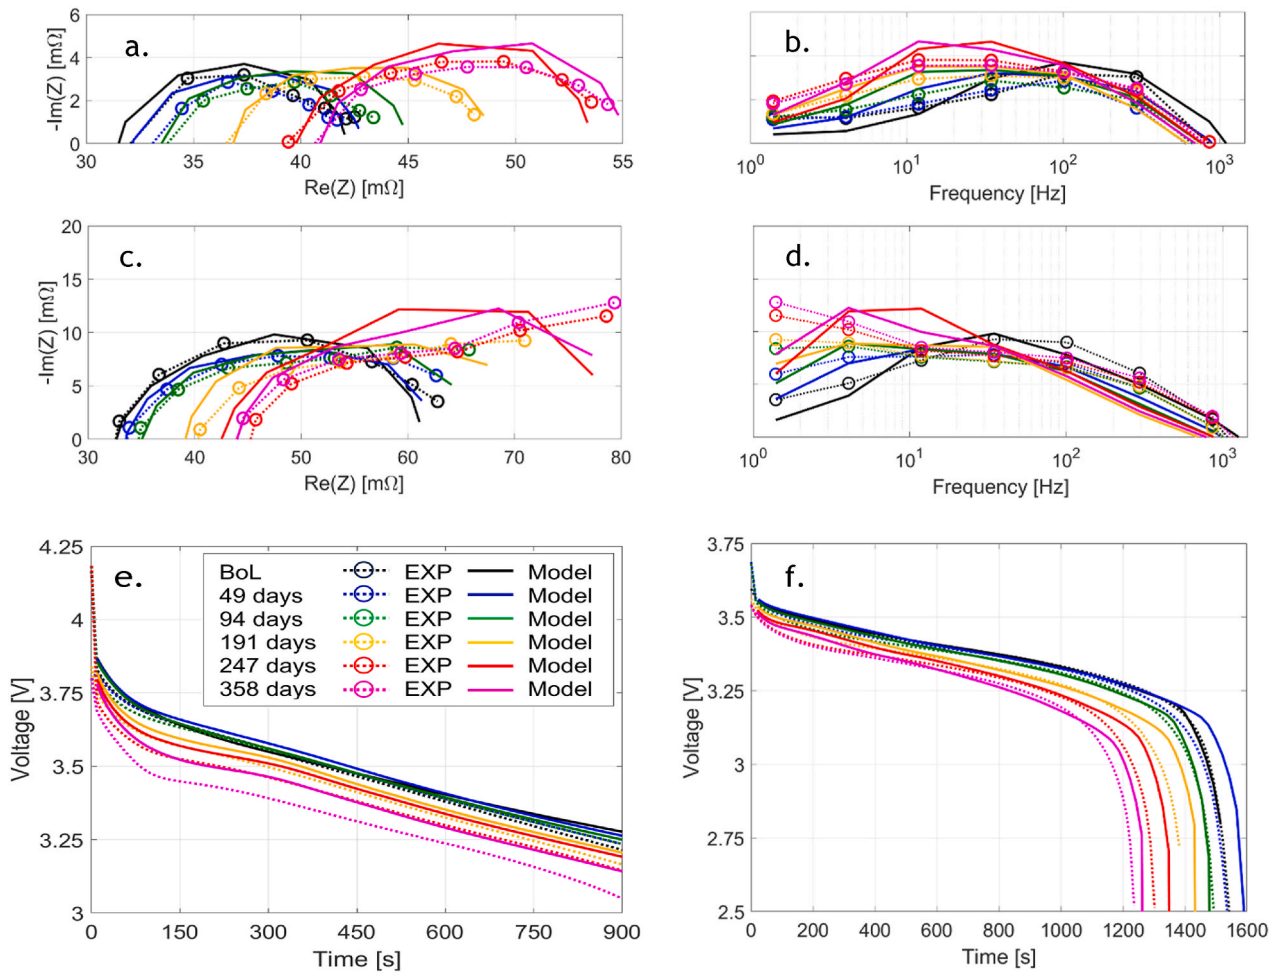 6
4
2
0
-Im(Z) [mΩ]
a.
30
35
40
45
50
55
Re(Z) [mΩ]
b.
10^0
10^1
10^2
10^3
Frequency [Hz]
20
15
10
5
0
-Im(Z) [mΩ]
c.
30
40
50
60
70
80
Re(Z) [mΩ]
d.
10^0
10^1
10^2
10^3
Frequency [Hz]
4.25
4
3.75
3.5
3.25
3
Voltage [V]
e.
BoL EXP Model
49 days EXP Model
94 days EXP Model
191 days EXP Model
247 days EXP Model
358 days EXP Model
0
150
300
450
600
750
900
Time [s]
3.75
3.5
3.25
3
2.75
2.5
Voltage [V]
f.
0
200
400
600
800
1000
1200
1400
1600
Time [s]